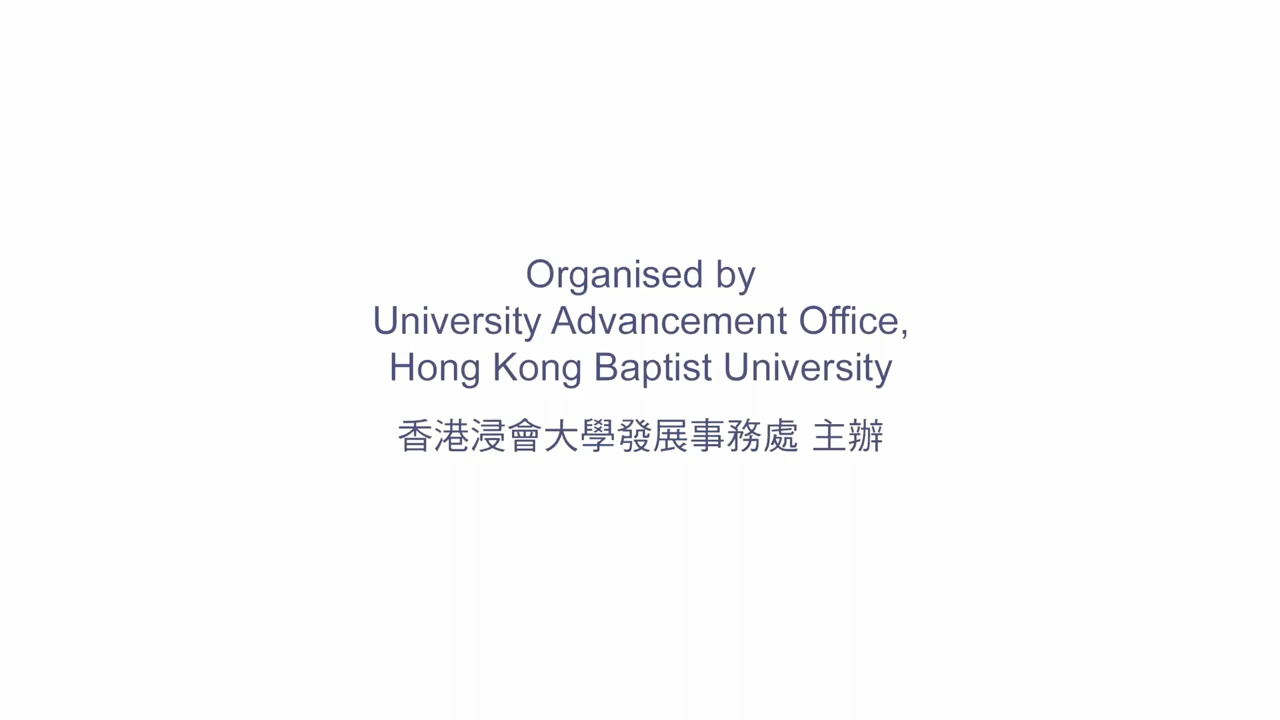 Organised by
University Advancement Office,
Hong Kong Baptist University
香港浸會大學發展事務處 主辦